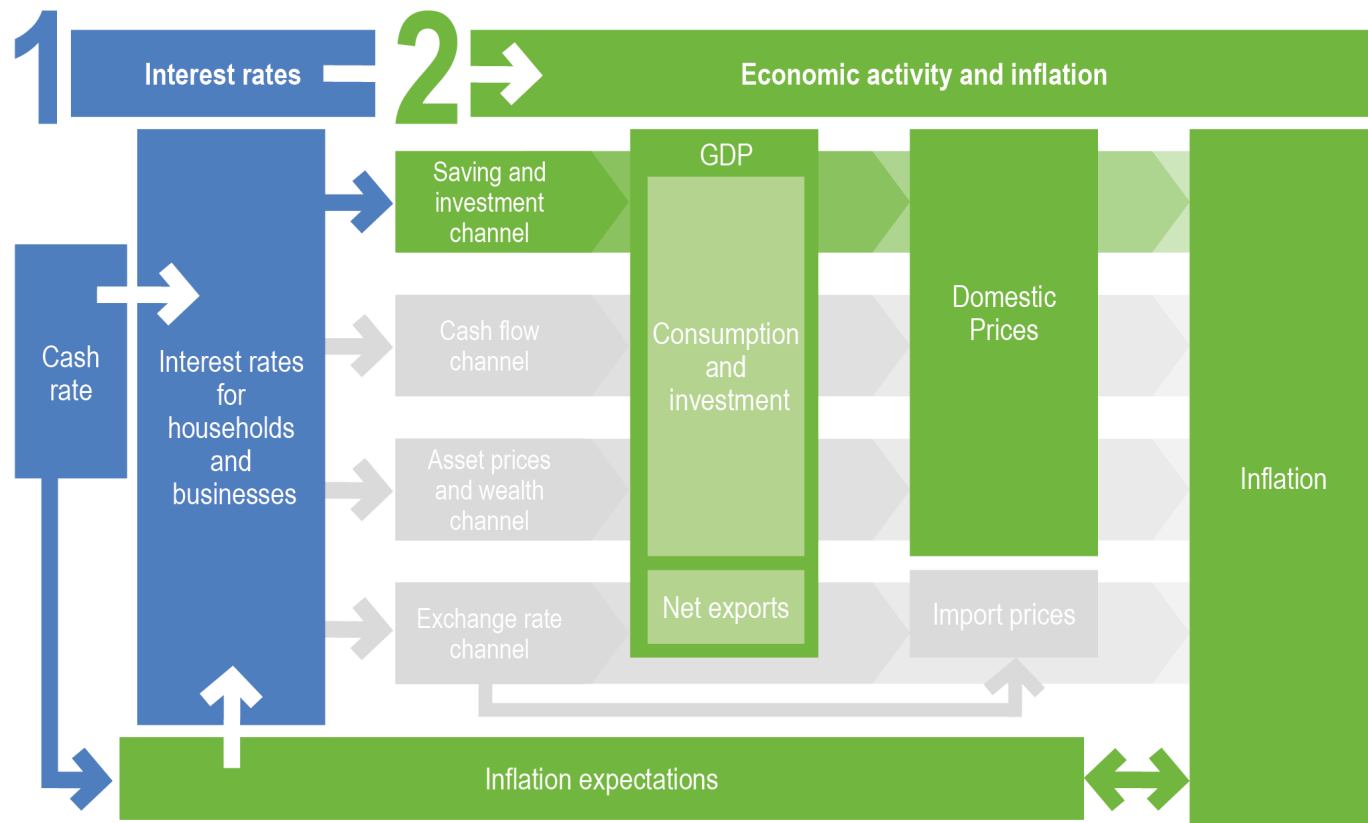 1
Interest rates
2
Economic activity and inflation
Cash
rate
Interest rates
for
households
and
businesses
Saving and
investment
channel
Cash flow
channel
Asset prices
and wealth
channel
Exchange rate
channel
GDP
Consumption
and
investment
Net exports
Domestic
Prices
Import prices
Inflation
Inflation expectations